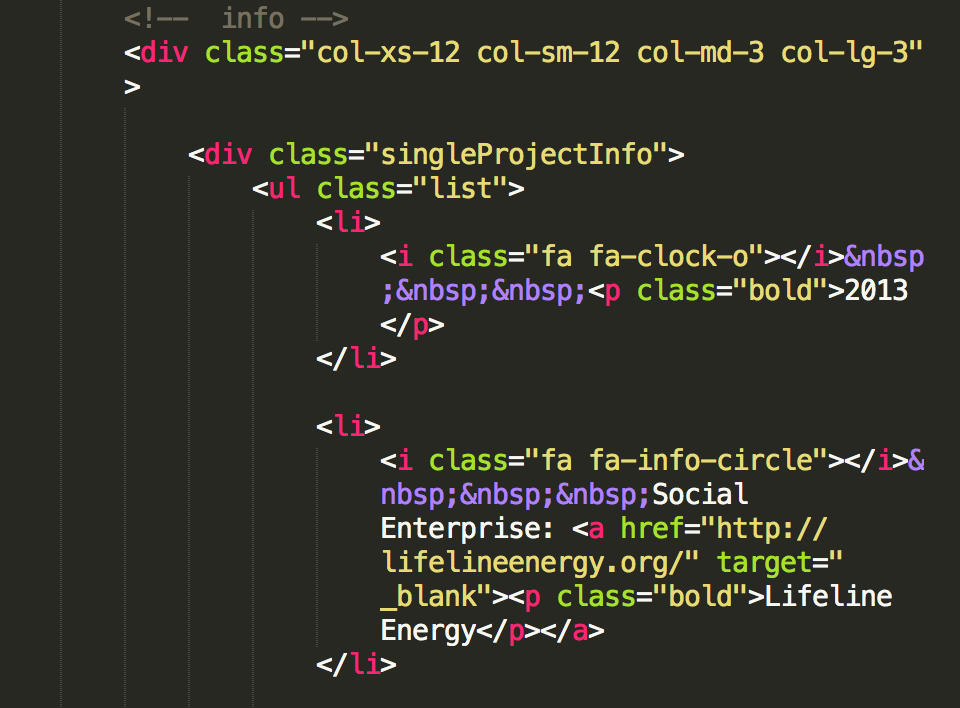 <!--  info -->
<div class="col-xs-12 col-sm-12 col-md-3 col-lg-3"
>
<div class="singleProjectInfo">
<ul class="list">
<li>
<i class="fa fa-clock-o"></i>&nbsp
;&nbsp;&nbsp;<p class="bold">2013
</p>
</li>
<li>
<i class="fa fa-info-circle"></i>&
nbsp;&nbsp;&nbsp;Social
Enterprise: <a href="http://
lifelineenergy.org/" target="
_blank"><p class="bold">Lifeline
Energy</p></a>
</li>